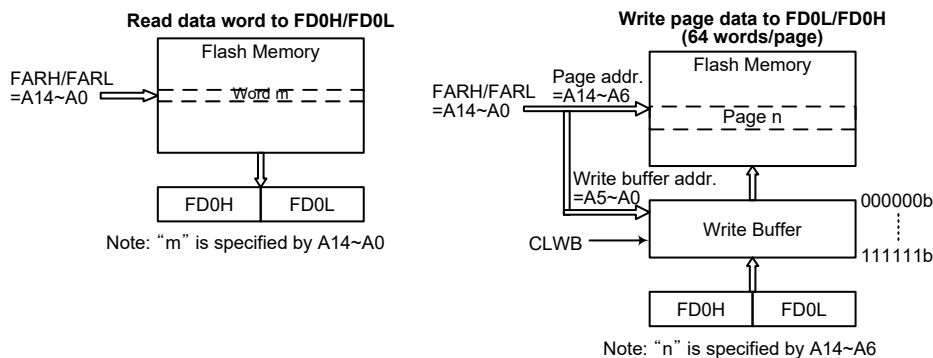 Read data word to FD0H/FD0L
Flash Memory
FARH/FARL
=A14~A0
Word m
FD0H
FD0L
Note: “m” is specified by A14~A0
Write page data to FD0L/FD0H
(64 words/page)
Flash Memory
Page addr.
=A14~A6
FARH/FARL
=A14~A0
Page n
Write buffer addr.
=A5~A0
000000b
Write Buffer
CLWB
111111b
FD0H
FD0L
Note: “n” is specified by A14~A6